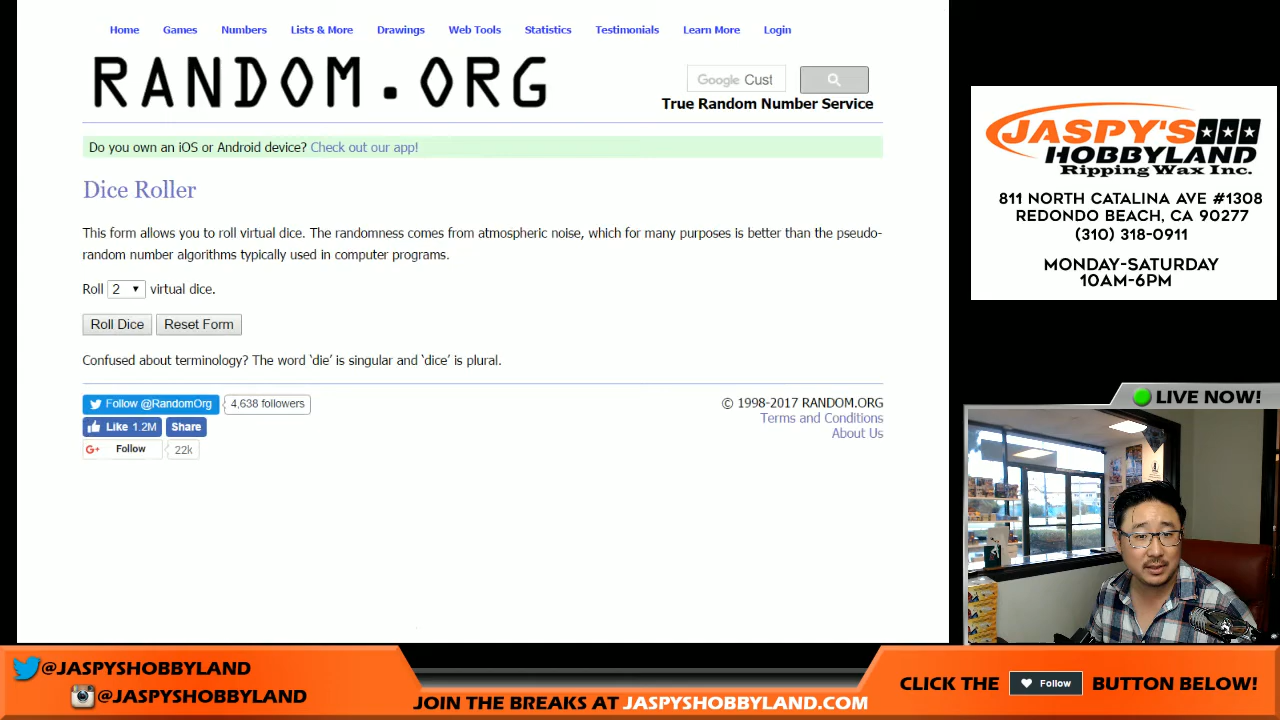 Home Games Numbers Lists & More Drawings Web Tools Statistics Testimonials Learn More Login
RANDOM.ORG
Google Cust
True Random Number Service
Do you own an iOS or Android device? Check out our app!
Dice Roller
This form allows you to roll virtual dice. The randomness comes from atmospheric noise, which for many purposes is better than the pseudo-
random number algorithms typically used in computer programs.
Roll 2 virtual dice.
Roll Dice Reset Form
Confused about terminology? The word ‘die’ is singular and ‘dice’ is plural.
Follow @RandomOrg 4,638 followers
Like 1.2M Share
G+ Follow 22k
© 1998-2017 RANDOM.ORG
Terms and Conditions
About Us
JASPY'S
HOBBYLAND
Ripping Wax Inc.
811 NORTH CATALINA AVE #1308
REDONDO BEACH, CA 90277
(310) 318-0911
MONDAY-SATURDAY
10AM-6PM
LIVE NOW!
@JASPYSHOBBYLAND
@JASPYSHOBBYLAND
JOIN THE BREAKS AT JASPYSHOBBYLAND.COM
CLICK THE Follow BUTTON BELOW!